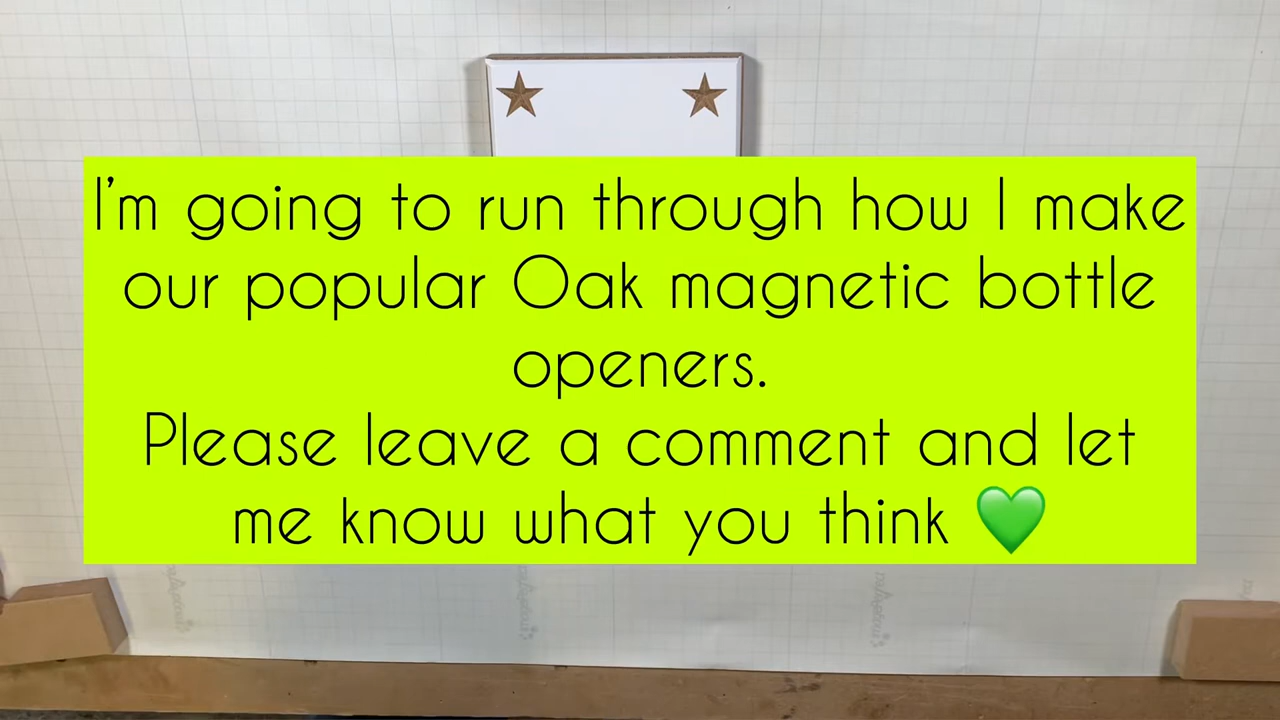 I'm going to run through how I make
our popular Oak magnetic bottle
openers.
Please leave a comment and let
me know what you think 💚